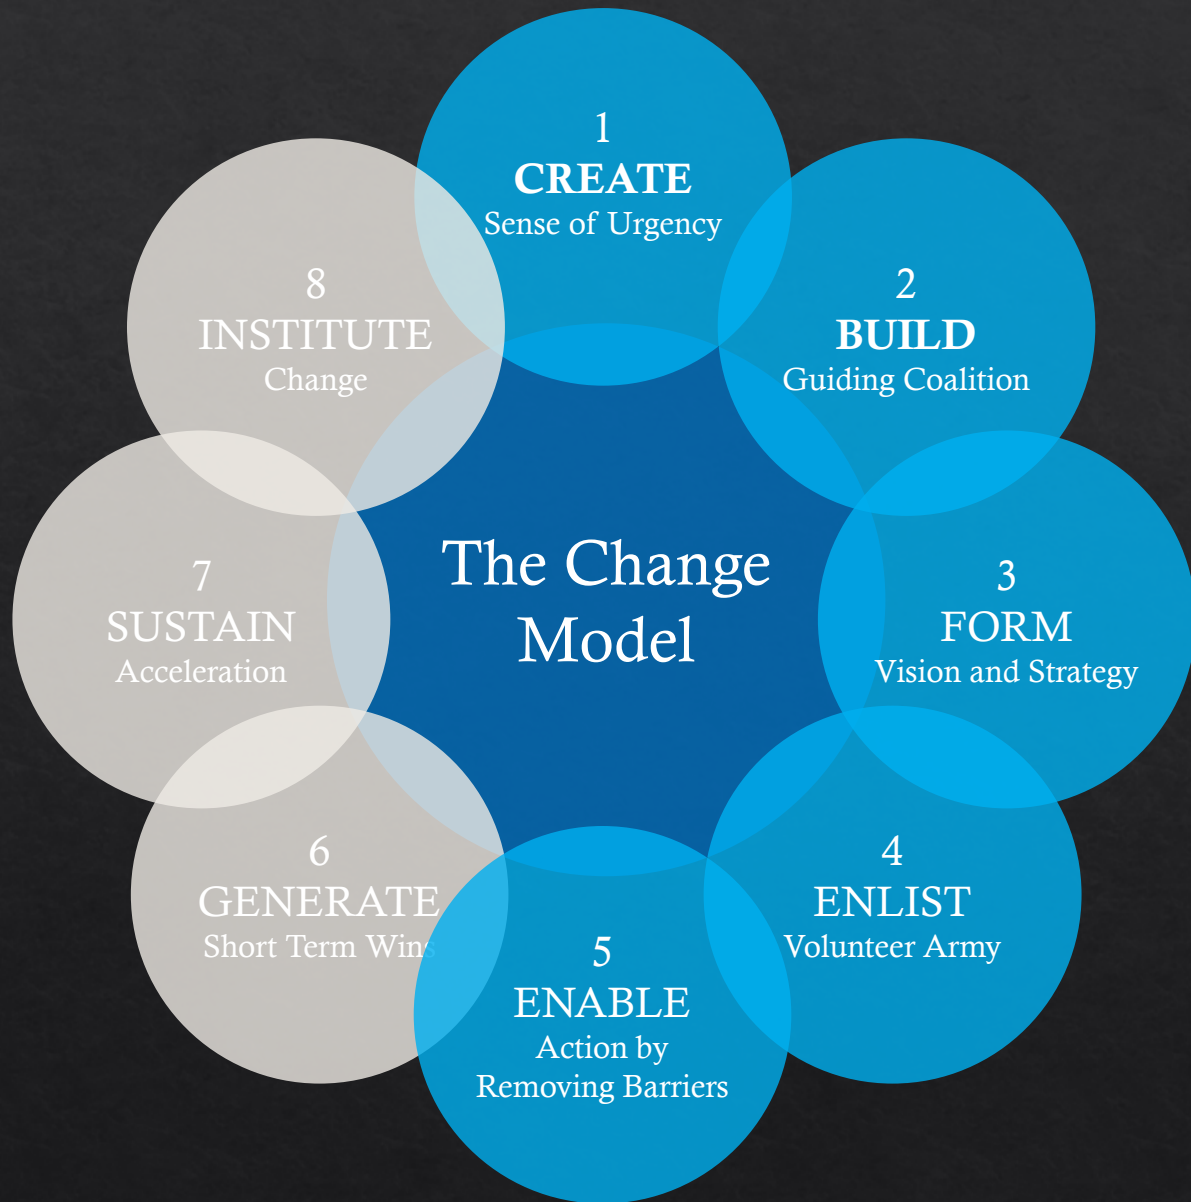 The Change
Model
1
CREATE
Sense of Urgency
2
BUILD
Guiding Coalition
3
FORM
Vision and Strategy
4
ENLIST
Volunteer Army
5
ENABLE
Action by
Removing Barriers
6
GENERATE
Short Term Wins
7
SUSTAIN
Acceleration
8
INSTITUTE
Change